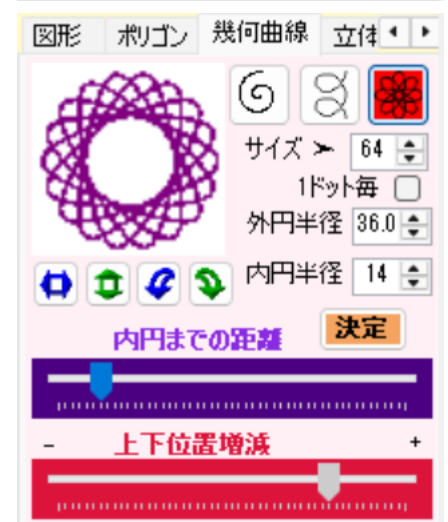 図形 ポリゴン 幾何曲線 立体
サイズ 64
1ドット毎
外円半径 36.0
内円半径 14
決定
内円までの距離
- 上下位置増減 +